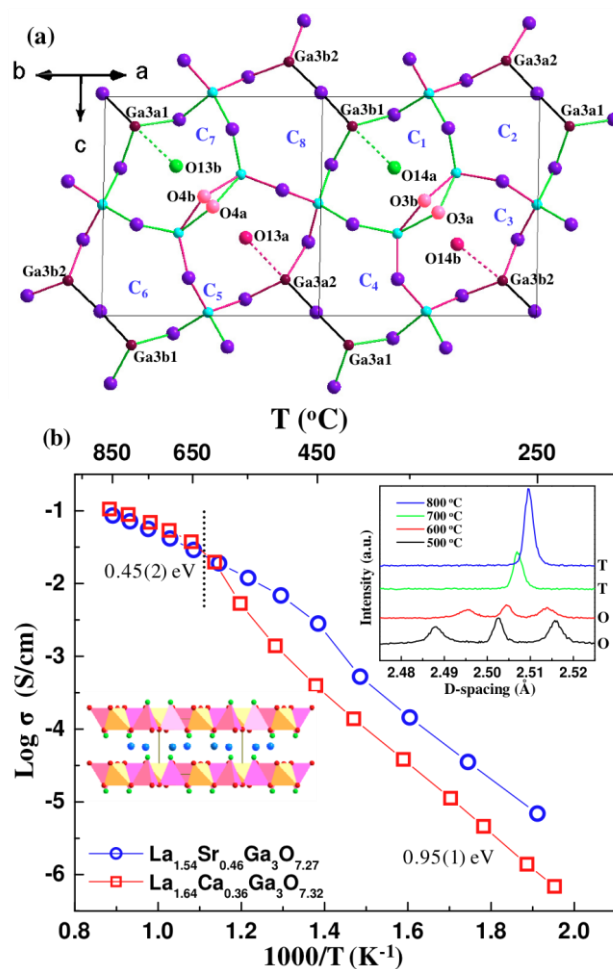 (a)
Ga3b2
Ga3a2
b
a
c
Ga3a1
Ga3b1
Ga3a1
C7
C8
C1
C2
O13b
O14a
O4b
O4a
O3b
O3a
C3
O13a
O14b
Ga3b2
C6
C5
Ga3a2
C4
Ga3b2
Ga3b1
Ga3a1
T (°C)
(b)
850
650
450
250
-1
-2
-3
-4
-5
-6
Log σ (S/cm)
0.45(2) eV
800 °C
700 °C
600 °C
500 °C
Intensity (a.u.)
T
T
O
O
2.48
2.49
2.50
2.51
2.52
D-spacing (Å)
La1.54Sr0.46Ga3O7.27
La1.64Ca0.36Ga3O7.32
0.95(1) eV
0.8
1.0
1.2
1.4
1.6
1.8
2.0
1000/T (K-1)